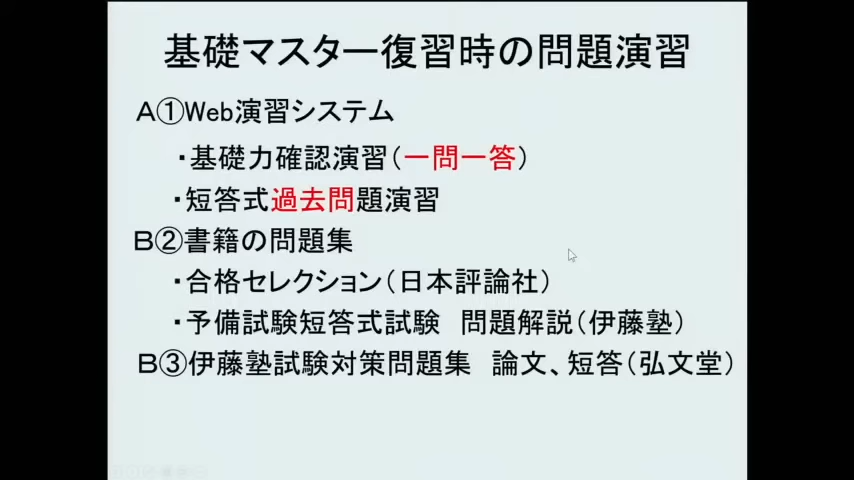 基礎マスター復習時の問題演習
A①Web演習システム
・基礎力確認演習(一問一答)
・短答式過去問題演習
B②書籍の問題集
・合格セレクション(日本評論社)
・予備試験短答式試験 問題解説(伊藤塾)
B③伊藤塾試験対策問題集 論文、短答(弘文堂)